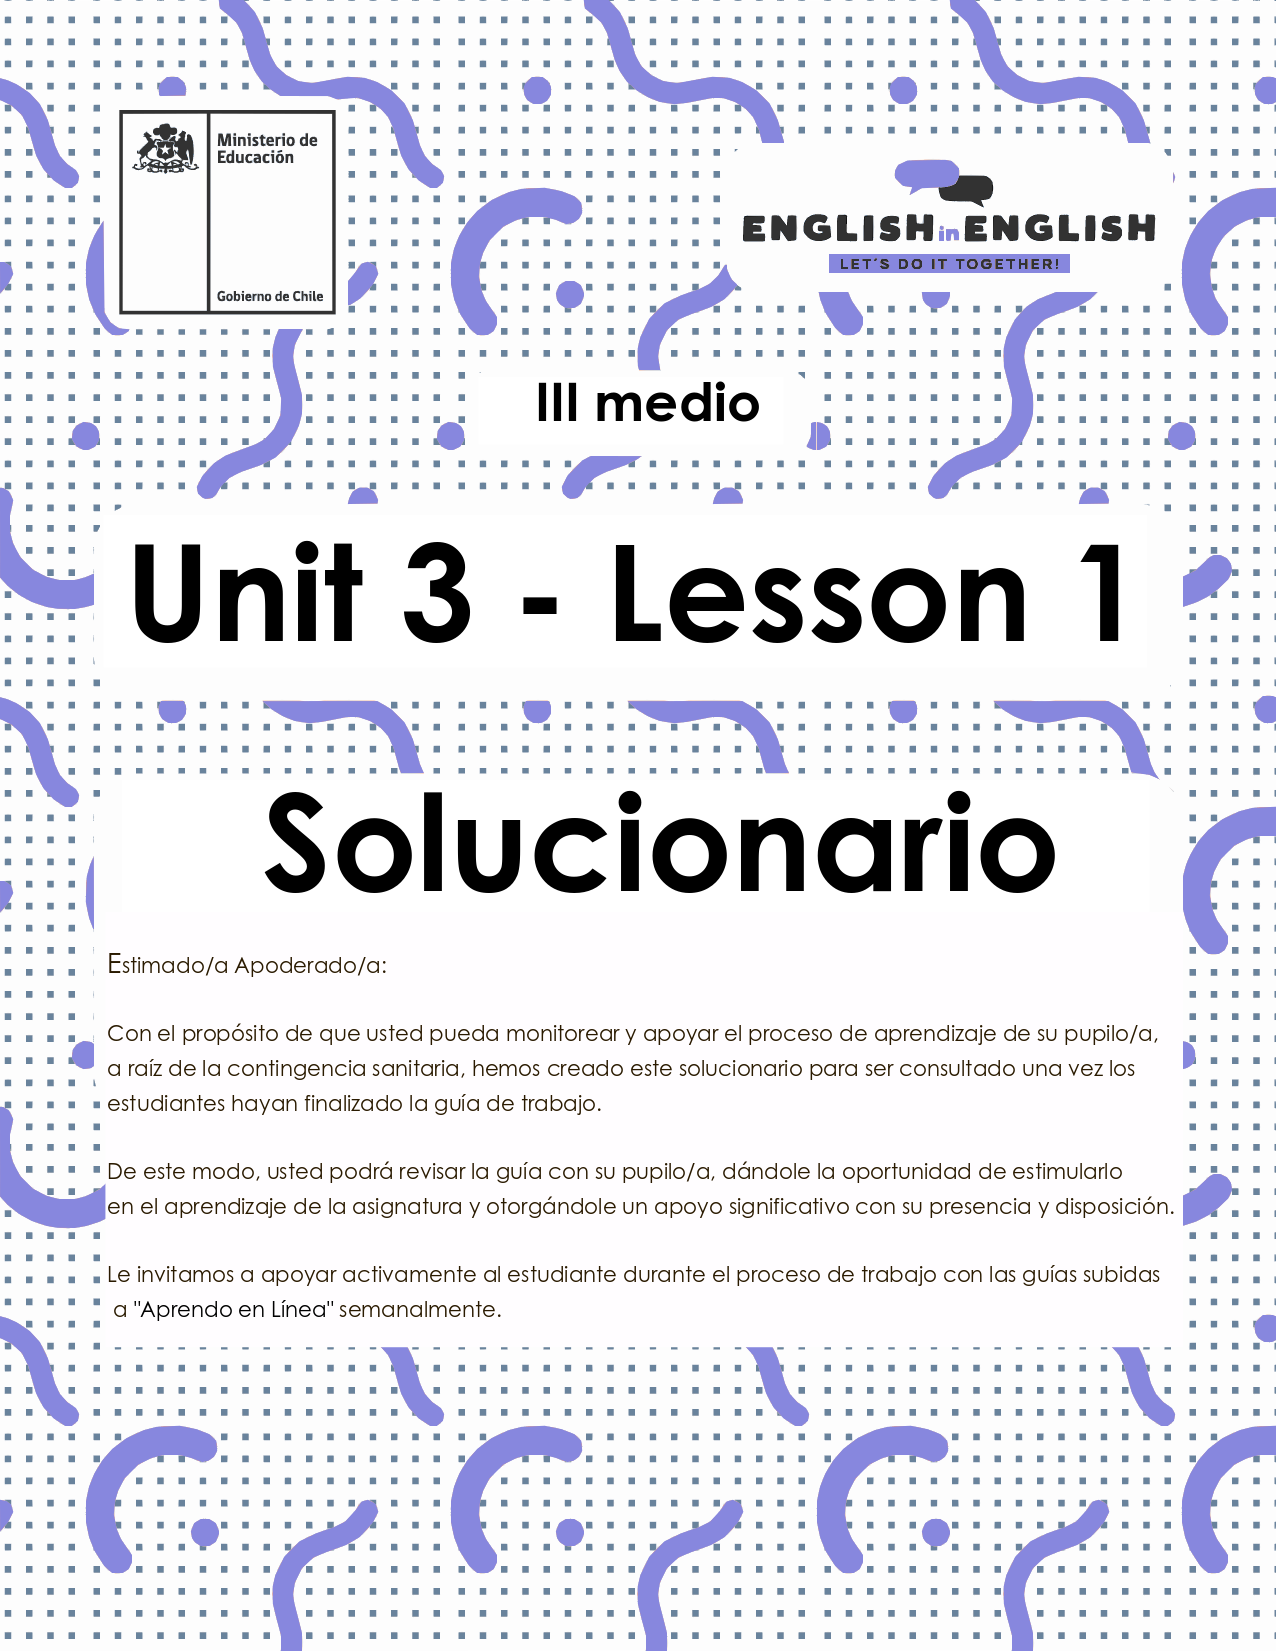 Ministerio de
Educación
Gobierno de Chile
ENGLISH in ENGLISH
LET´S DO IT TOGETHER!
III medio
Unit 3 - Lesson 1
Solucionario
Estimado/a Apoderado/a:
Con el propósito de que usted pueda monitorear y apoyar el proceso de aprendizaje de su pupilo/a,
a raíz de la contingencia sanitaria, hemos creado este solucionario para ser consultado una vez los
estudiantes hayan finalizado la guía de trabajo.
De este modo, usted podrá revisar la guía con su pupilo/a, dándole la oportunidad de estimularlo
en el aprendizaje de la asignatura y otorgándole un apoyo significativo con su presencia y disposición.
Le invitamos a apoyar activamente al estudiante durante el proceso de trabajo con las guías subidas
a "Aprendo en Línea" semanalmente.